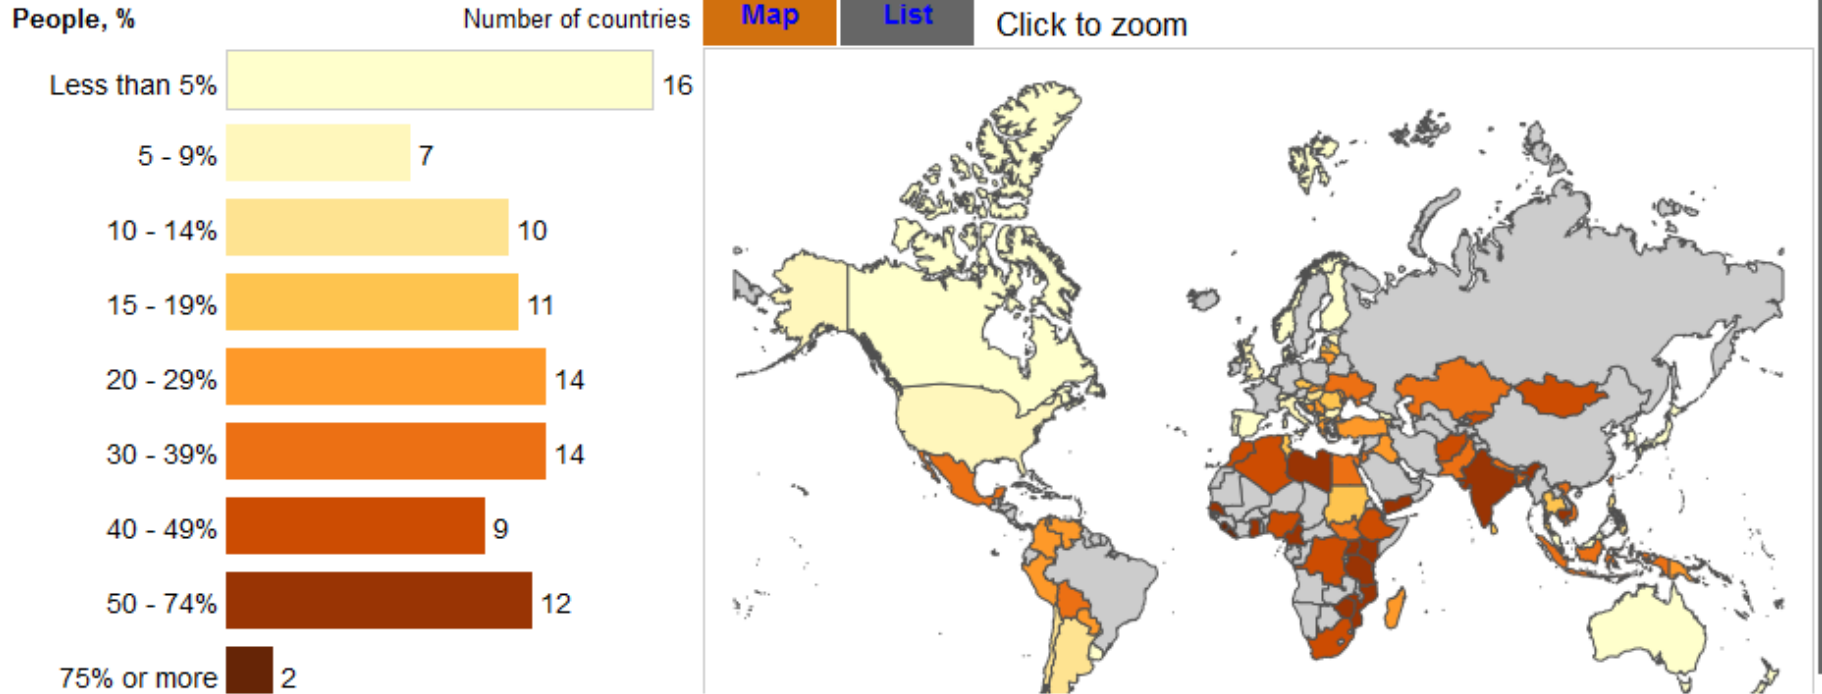 People, % Number of countries
Map List Click to zoom
Less than 5% 16
5 - 9% 7
10 - 14% 10
15 - 19% 11
20 - 29% 14
30 - 39% 14
40 - 49% 9
50 - 74% 12
75% or more 2